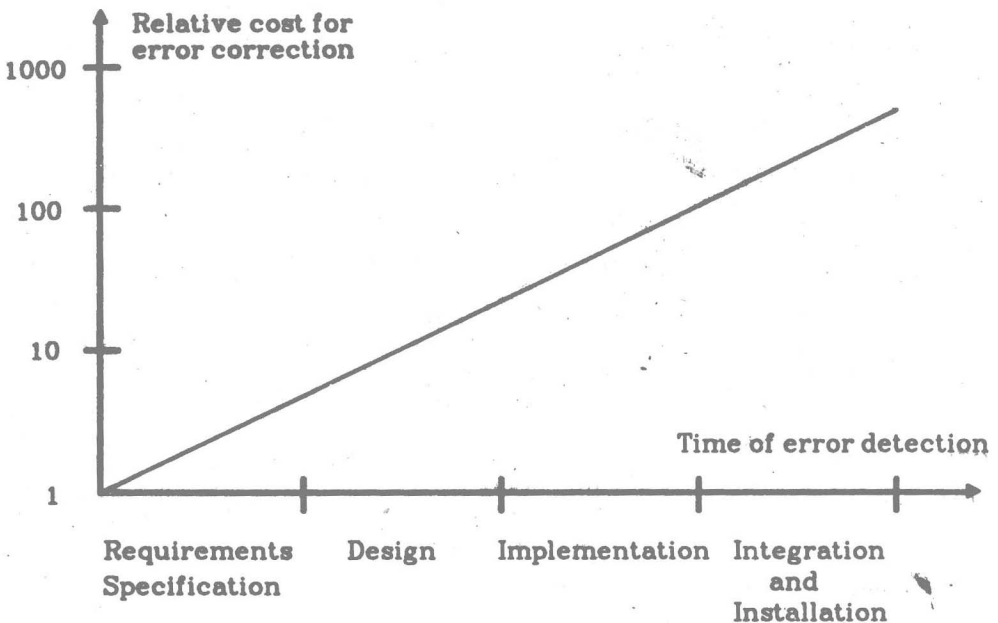 Relative cost for
error correction
1000
100
10
1
Time of error detection
Requirements
Specification
Design
Implementation
Integration
and
Installation